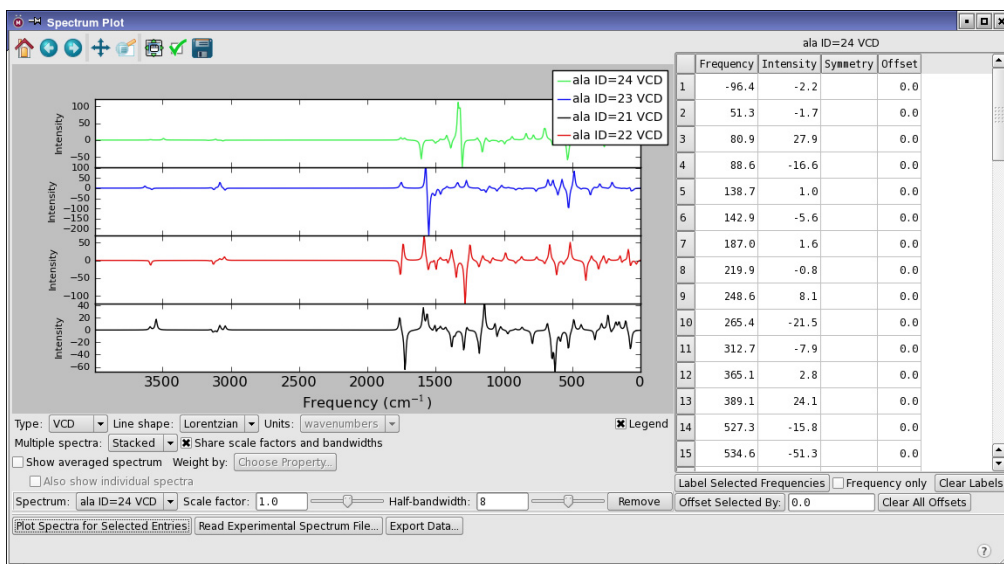 Spectrum Plot
ala ID=24 VCD
ala ID=23 VCD
ala ID=21 VCD
ala ID=22 VCD
100
50
0
−50
Intensity
100
50
0
−50
−100
−150
−200
Intensity
50
0
−50
−100
Intensity
40
20
0
−20
−40
−60
Intensity
3500 3000 2500 2000 1500 1000 500 0
Frequency (cm⁻¹)
Type: VCD Line shape: Lorentzian Units: wavenumbers Legend
Multiple spectra: Stacked Share scale factors and bandwidths
Show averaged spectrum Weight by: Choose Property...
Also show individual spectra
Spectrum: ala ID=24 VCD Scale factor: 1.0 Half-bandwidth: 8 Remove
Plot Spectra for Selected Entries Read Experimental Spectrum File... Export Data...
ala ID=24 VCD
Frequency Intensity Symmetry Offset
1 -96.4 -2.2 0.0
2 51.3 -1.7 0.0
3 80.9 27.9 0.0
4 88.6 -16.6 0.0
5 138.7 1.0 0.0
6 142.9 -5.6 0.0
7 187.0 1.6 0.0
8 219.9 -0.8 0.0
9 248.6 8.1 0.0
10 265.4 -21.5 0.0
11 312.7 -7.9 0.0
12 365.1 2.8 0.0
13 389.1 24.1 0.0
14 527.3 -15.8 0.0
15 534.6 -51.3 0.0
Label Selected Frequencies Frequency only Clear Labels
Offset Selected By: 0.0 Clear All Offsets
?